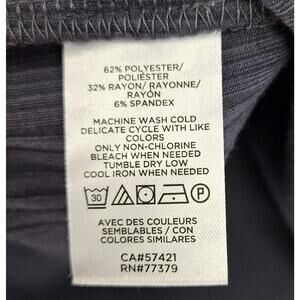 62% POLYESTER/
POLIÉSTER
32% RAYON/ RAYONNE/
RAYÓN
6% SPANDEX
MACHINE WASH COLD
DELICATE CYCLE WITH LIKE
COLORS
ONLY NON-CHLORINE
BLEACH WHEN NEEDED
TUMBLE DRY LOW
COOL IRON WHEN NEEDED
30 P
AVEC DES COULEURS
SEMBLABLES / CON
COLORES SIMILARES
CA#57421
RN#77379